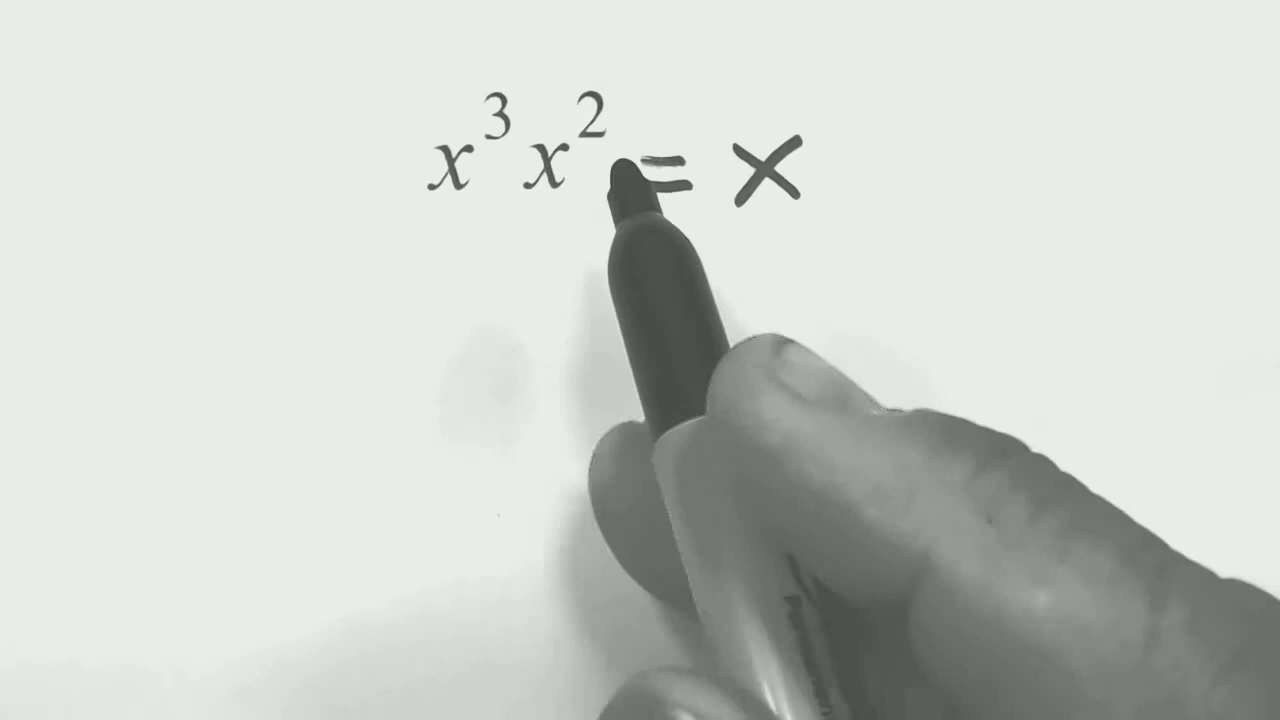 x³x² = x